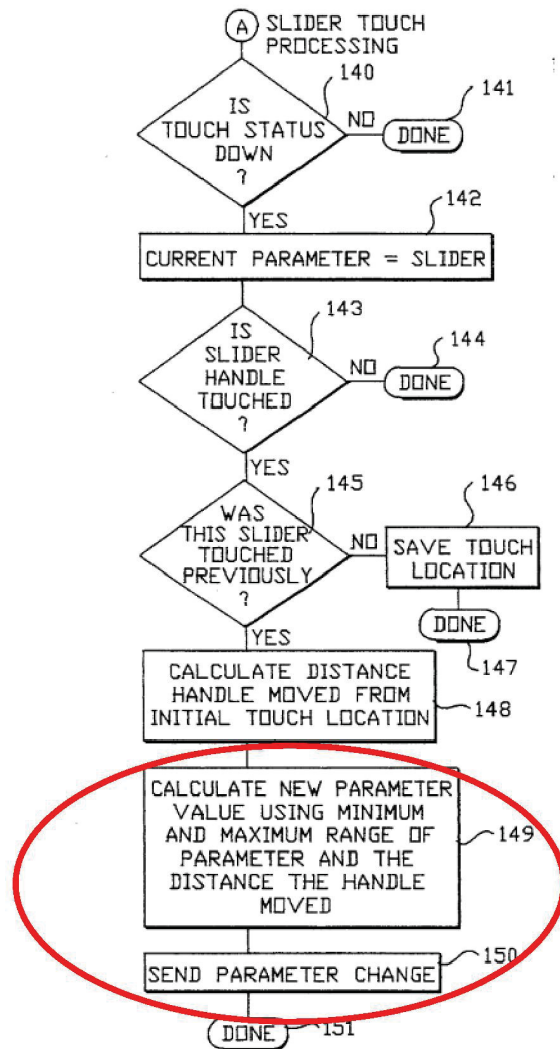 A SLIDER TOUCH
PROCESSING
140
IS
TOUCH STATUS
DOWN
?
NO
141
DONE
YES
142
CURRENT PARAMETER = SLIDER
143
IS
SLIDER
HANDLE
TOUCHED
?
NO
144
DONE
YES
145
WAS
THIS SLIDER
TOUCHED
PREVIOUSLY
?
NO
146
SAVE TOUCH
LOCATION
DONE
147
YES
CALCULATE DISTANCE
HANDLE MOVED FROM
INITIAL TOUCH LOCATION
148
CALCULATE NEW PARAMETER
VALUE USING MINIMUM
AND MAXIMUM RANGE OF
PARAMETER AND THE
DISTANCE THE HANDLE
MOVED
149
150
SEND PARAMETER CHANGE
DONE
151